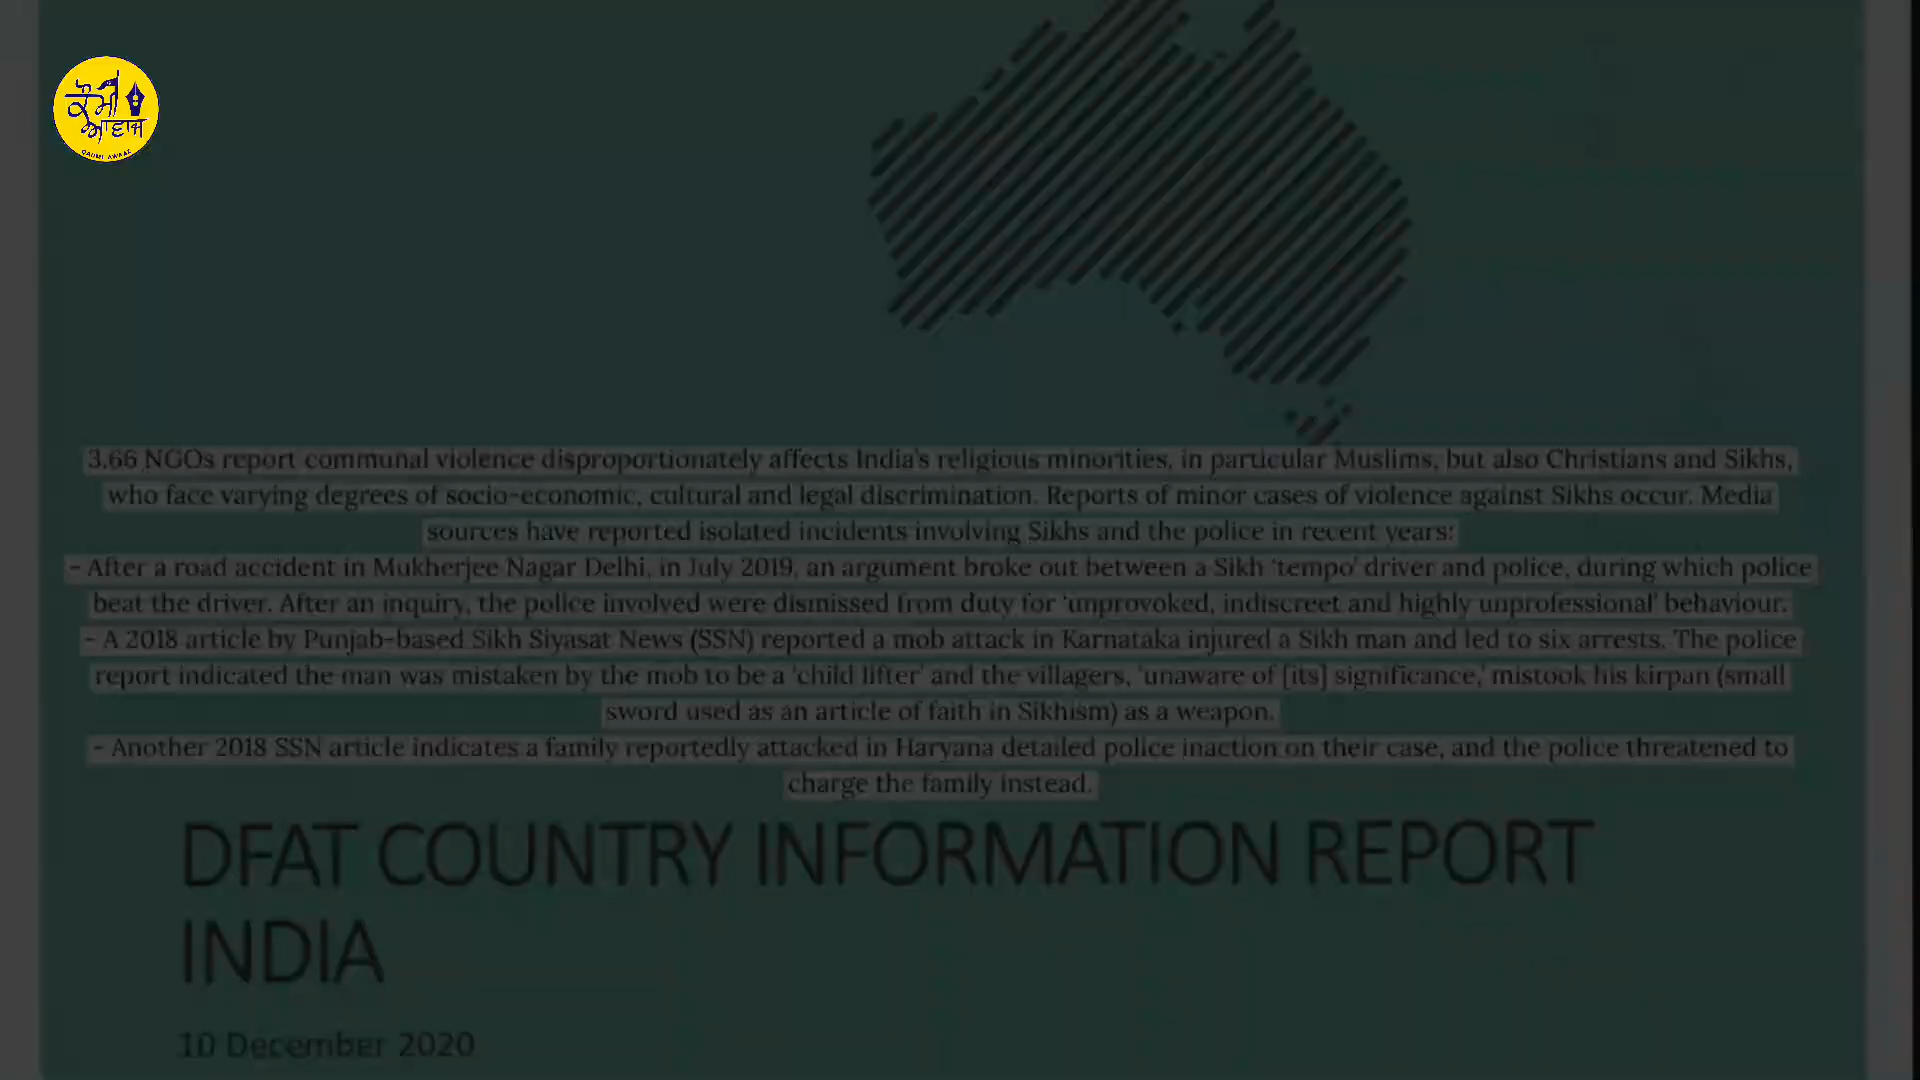 ਕੌਮੀ
ਆਵਾਜ਼
QAUMI AWAAZ
3.66 NGOs report communal violence disproportionately affects India's religious minorities, in particular Muslims, but also Christians and Sikhs,
who face varying degrees of socio-economic, cultural and legal discrimination. Reports of minor cases of violence against Sikhs occur. Media
sources have reported isolated incidents involving Sikhs and the police in recent years:
- After a road accident in Mukherjee Nagar Delhi, in July 2019, an argument broke out between a Sikh 'tempo' driver and police, during which police
beat the driver. After an inquiry, the police involved were dismissed from duty for 'unprovoked, indiscreet and highly unprofessional' behaviour.
- A 2018 article by Punjab-based Sikh Siyasat News (SSN) reported a mob attack in Karnataka injured a Sikh man and led to six arrests. The police
report indicated the man was mistaken by the mob to be a 'child lifter' and the villagers, 'unaware of [its] significance,' mistook his kirpan (small
sword used as an article of faith in Sikhism) as a weapon.
- Another 2018 SSN article indicates a family reportedly attacked in Haryana detailed police inaction on their case, and the police threatened to
charge the family instead.
DFAT COUNTRY INFORMATION REPORT
INDIA
10 December 2020